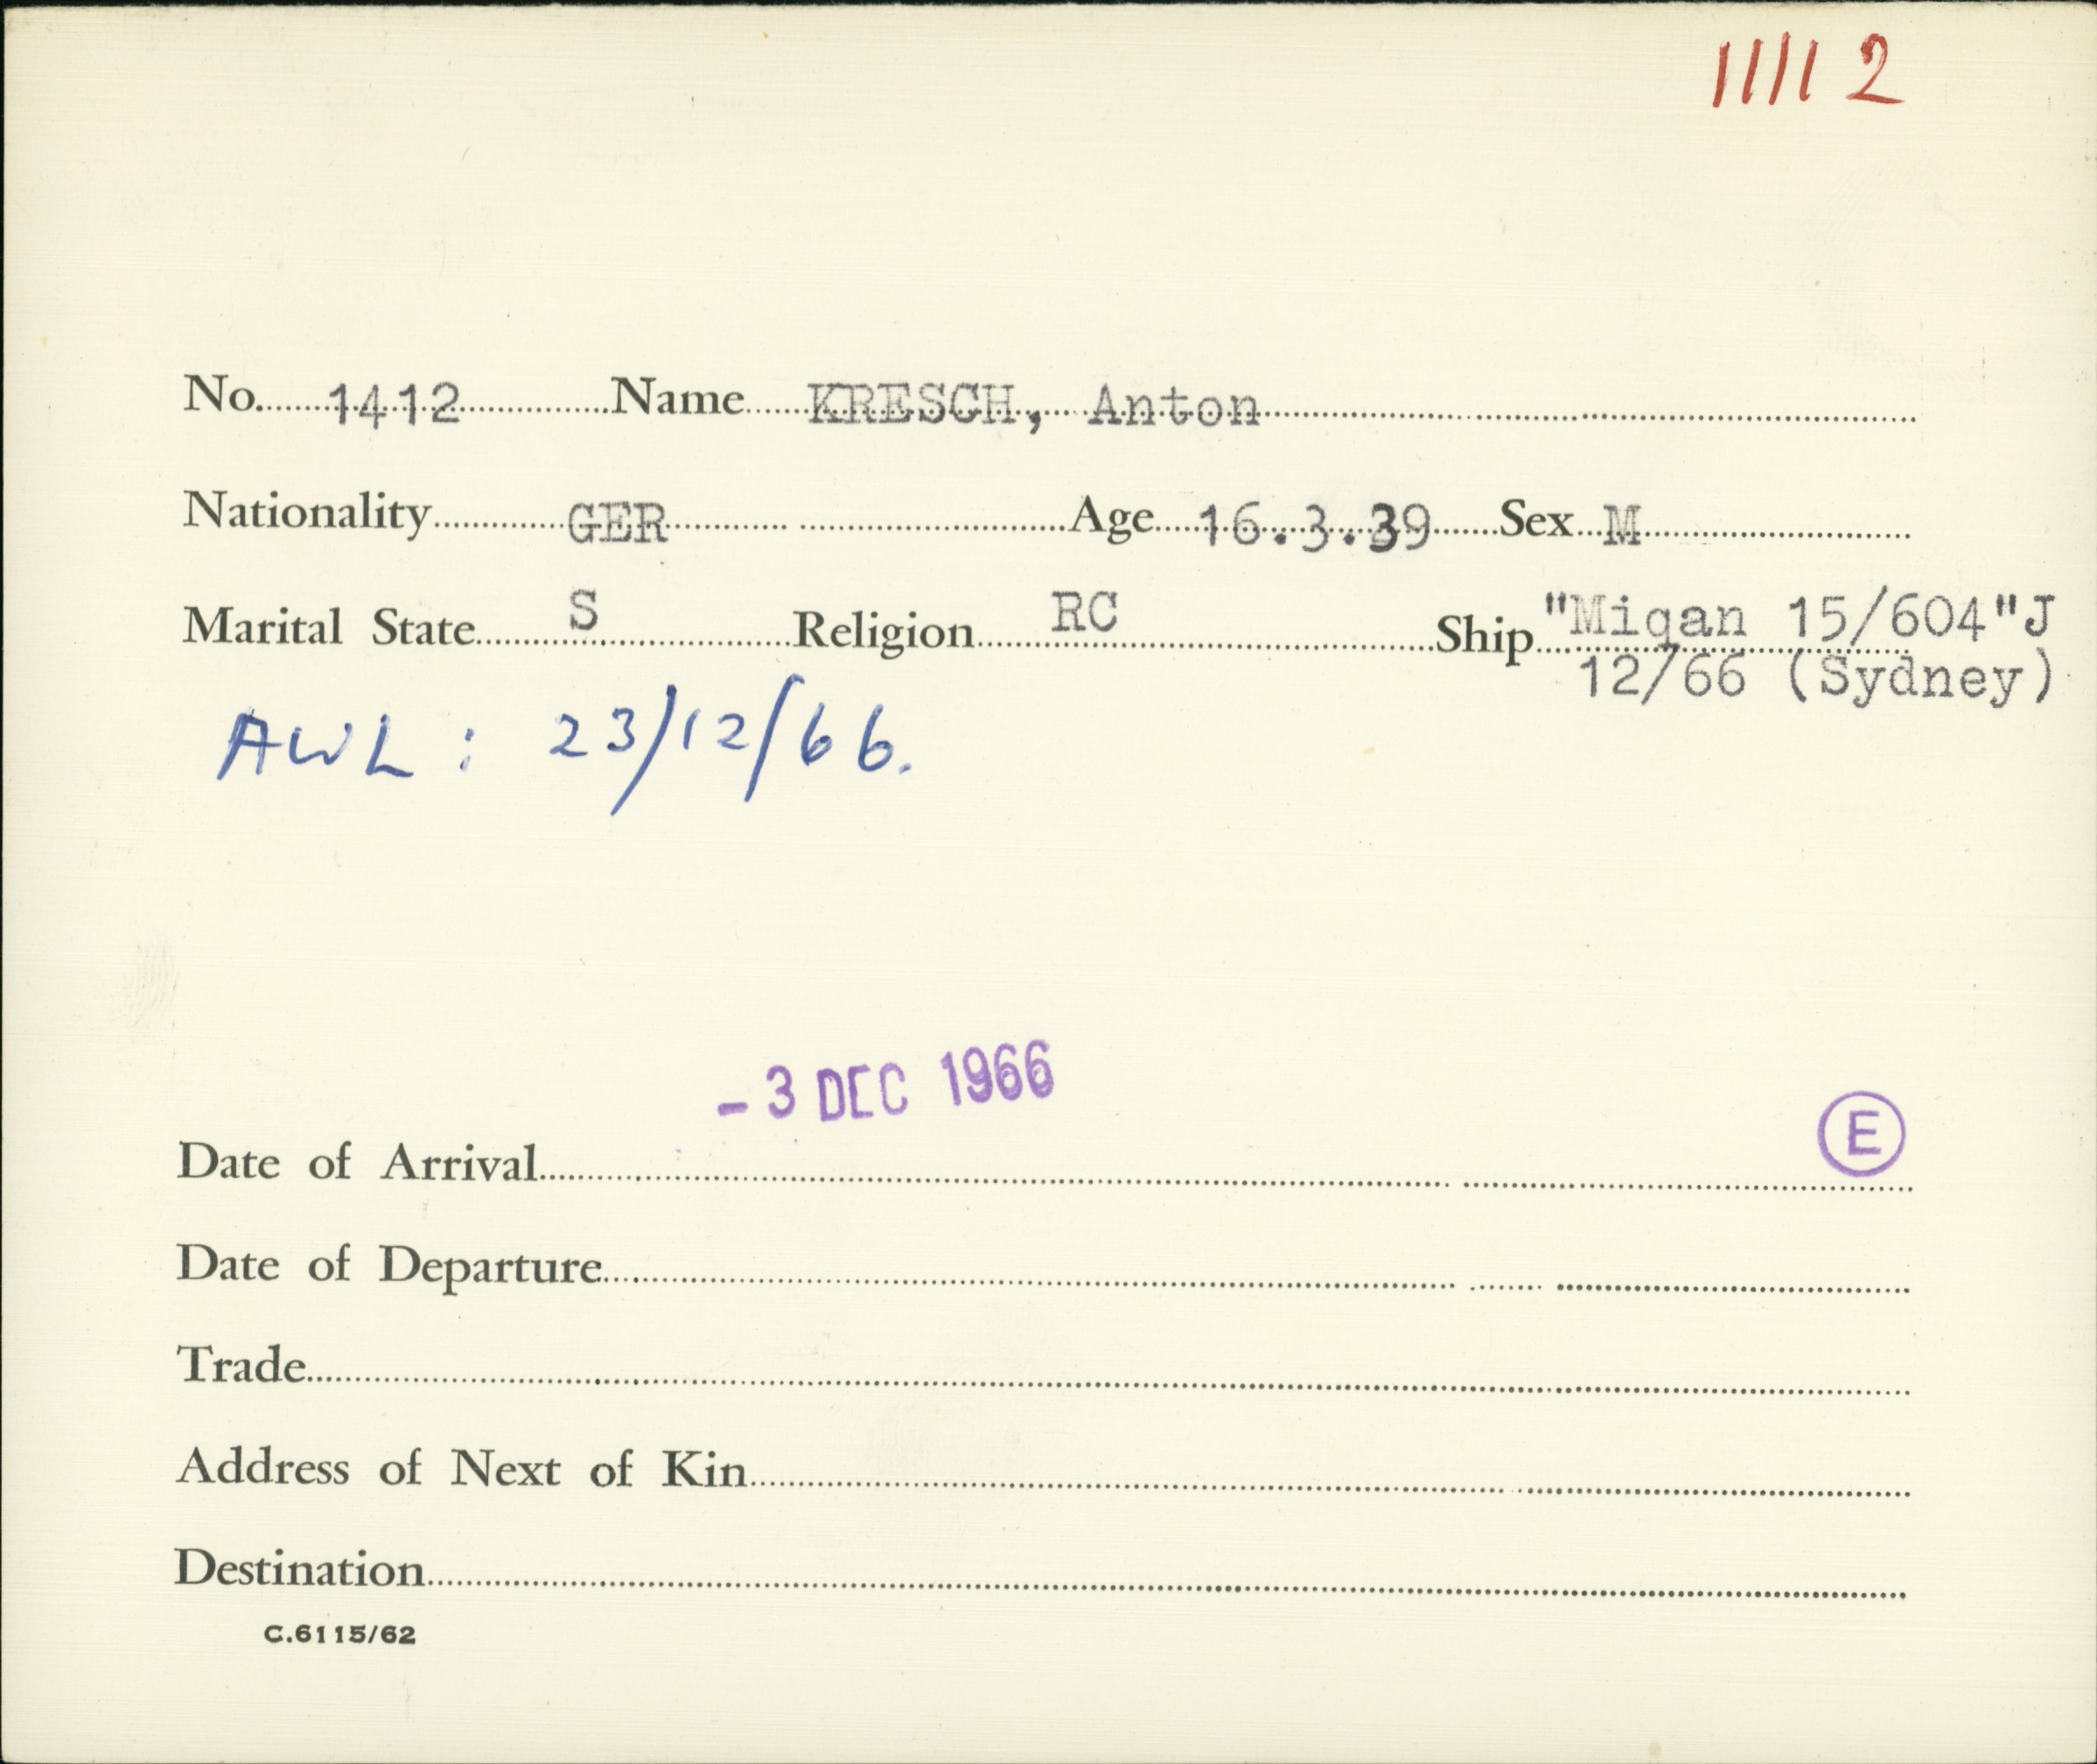 11112
No. 1412 Name KRESCH, Anton
Nationality GER Age 16.3.39 Sex M
Marital State S Religion RC Ship "Migan 15/604"J
12/66 (Sydney)
AWL : 23/12/66.
- 3 DEC 1966
E
Date of Arrival
Date of Departure
Trade
Address of Next of Kin
Destination
C.6115/62